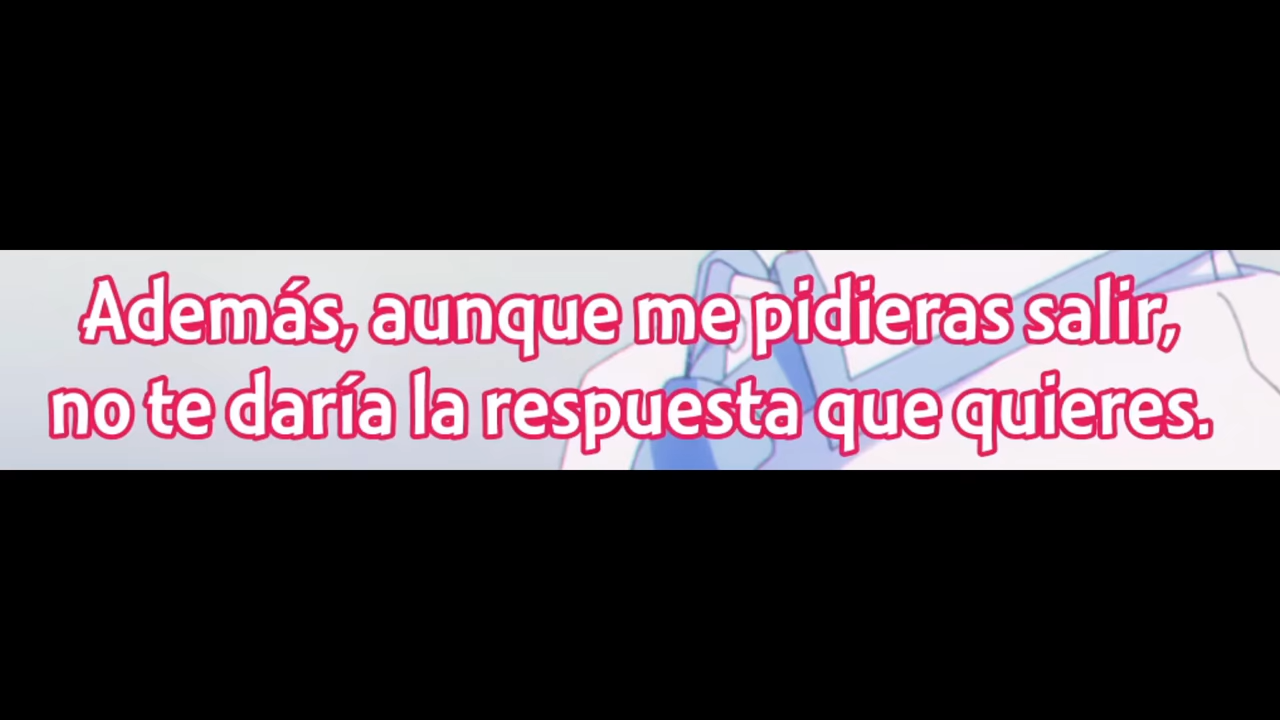 Además, aunque me pidieras salir,
no te daría la respuesta que quieres.